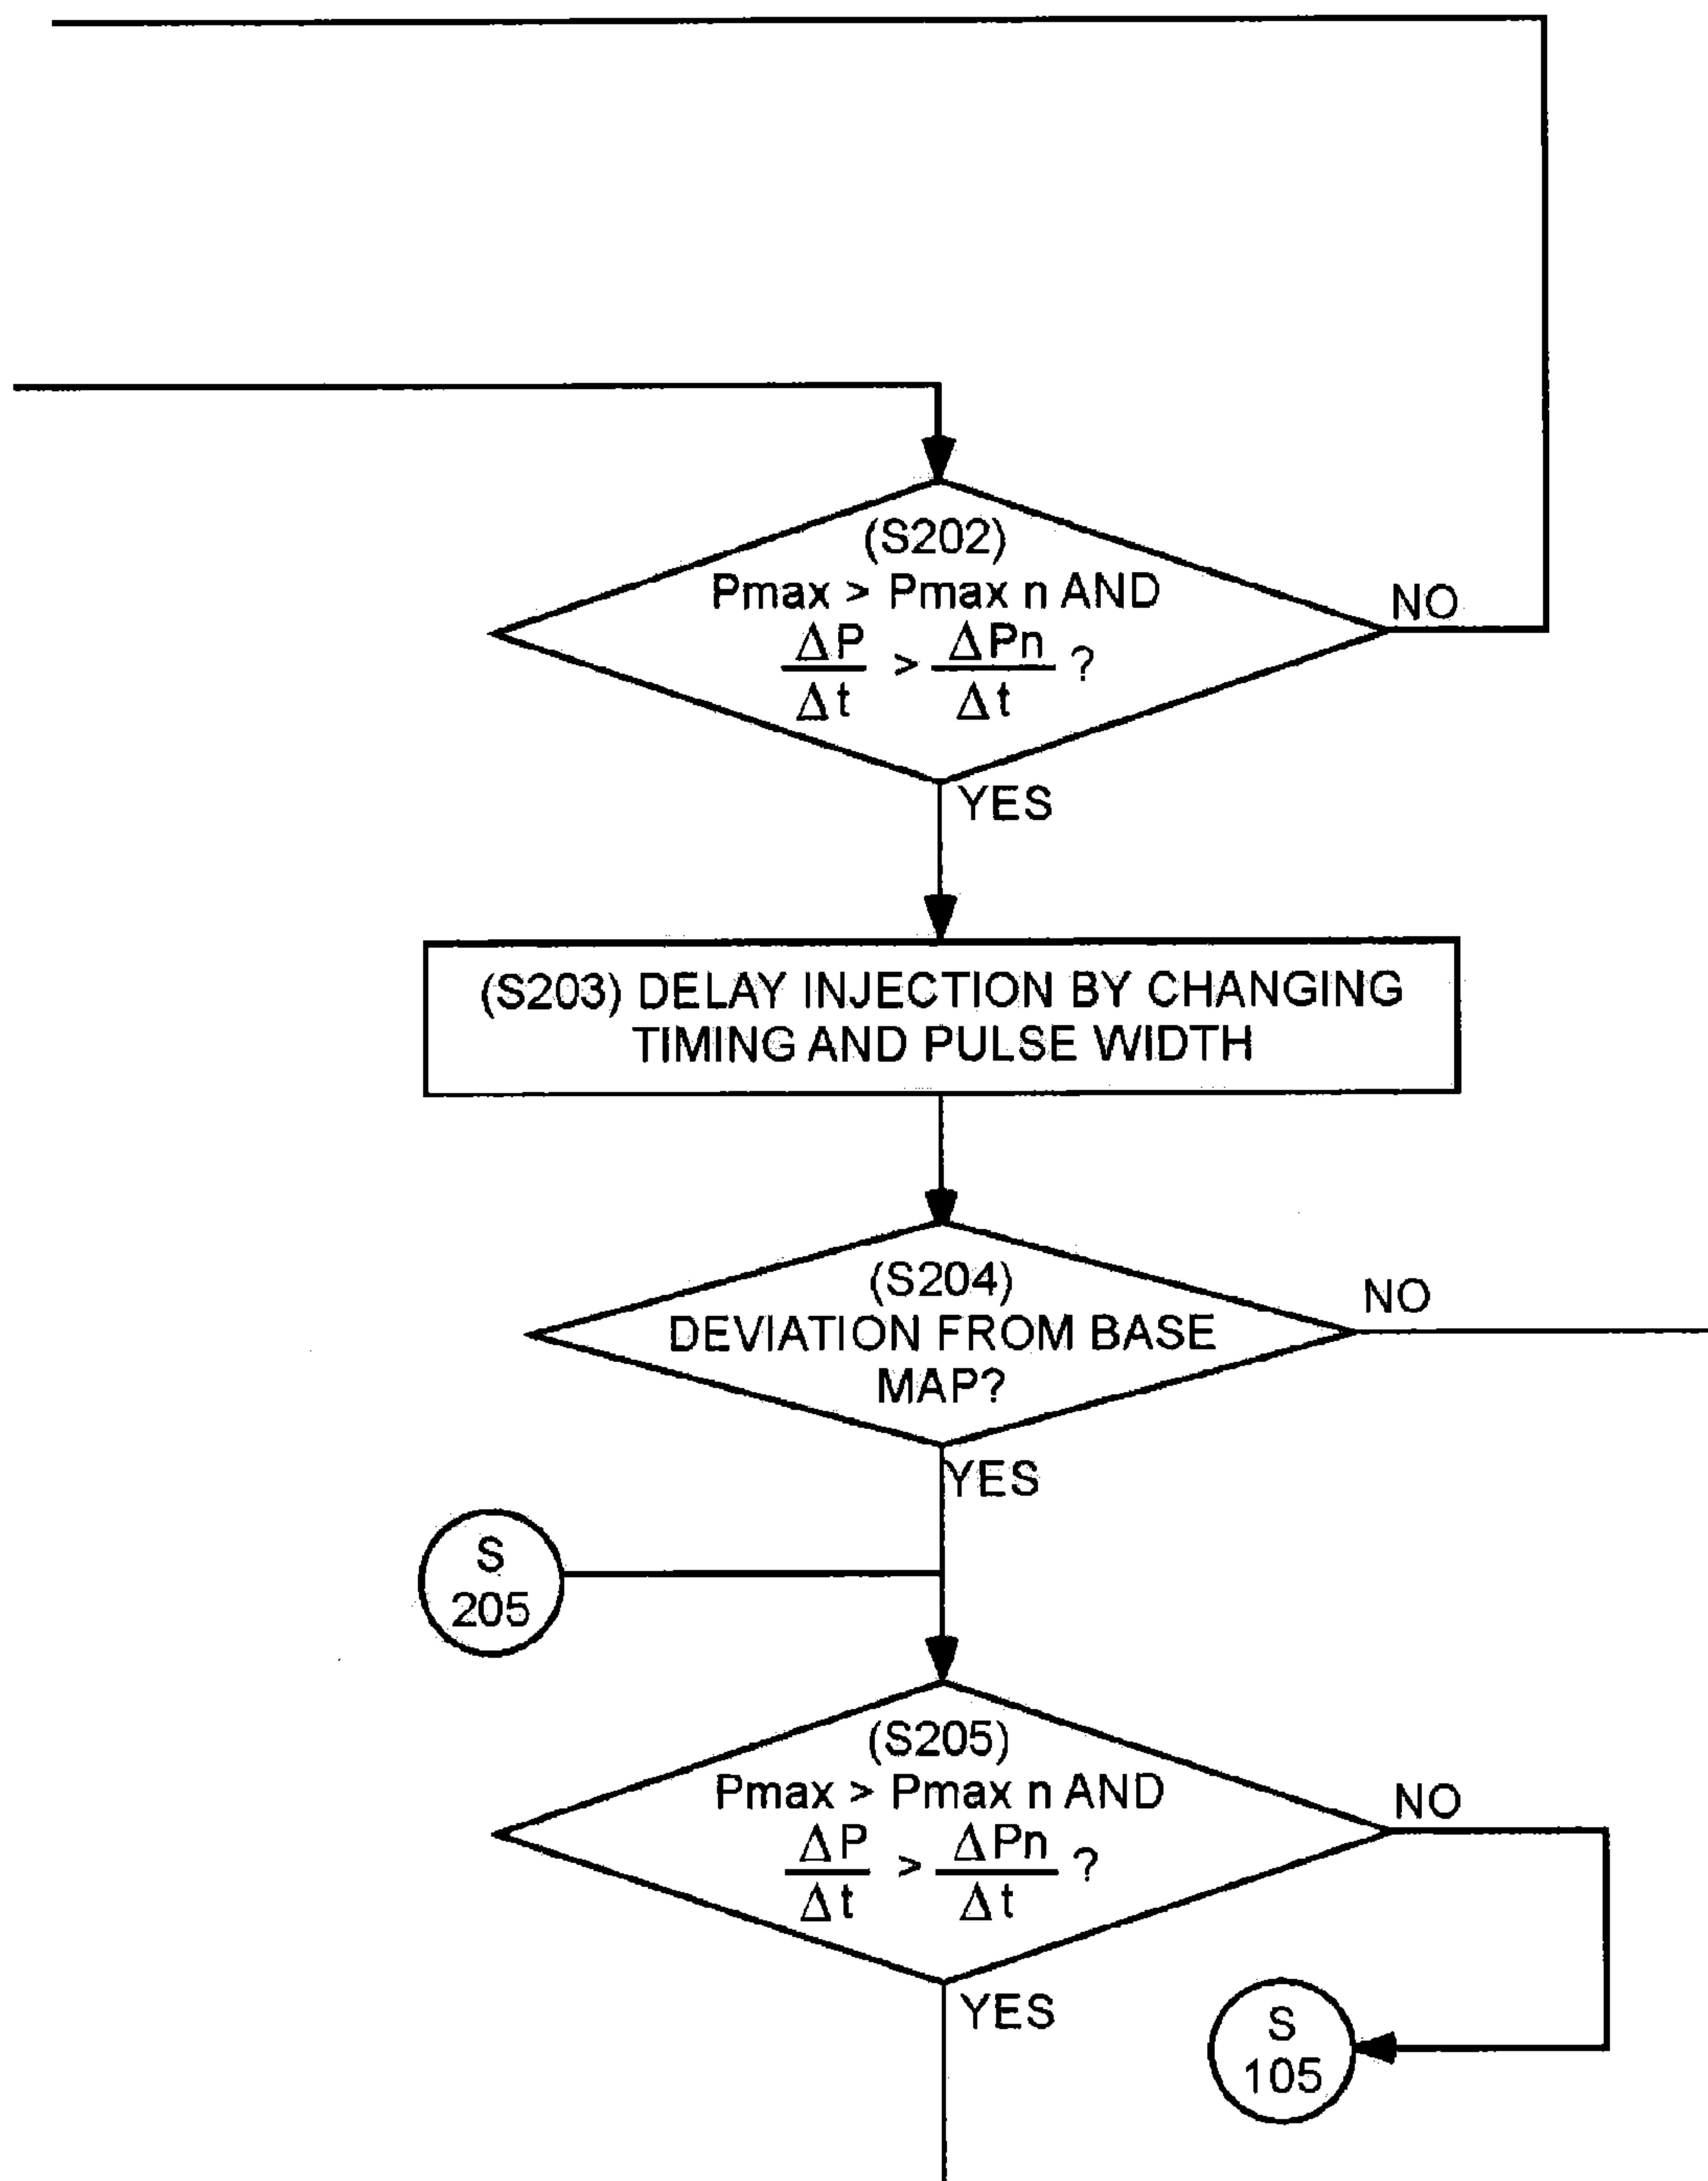 (S202)
Pmax > Pmax n AND
ΔP/Δt > ΔPn/Δt ?
NO
YES
(S203) DELAY INJECTION BY CHANGING
TIMING AND PULSE WIDTH
(S204)
DEVIATION FROM BASE
MAP?
NO
YES
S
205
(S205)
Pmax > Pmax n AND
ΔP/Δt > ΔPn/Δt ?
NO
YES
S
105